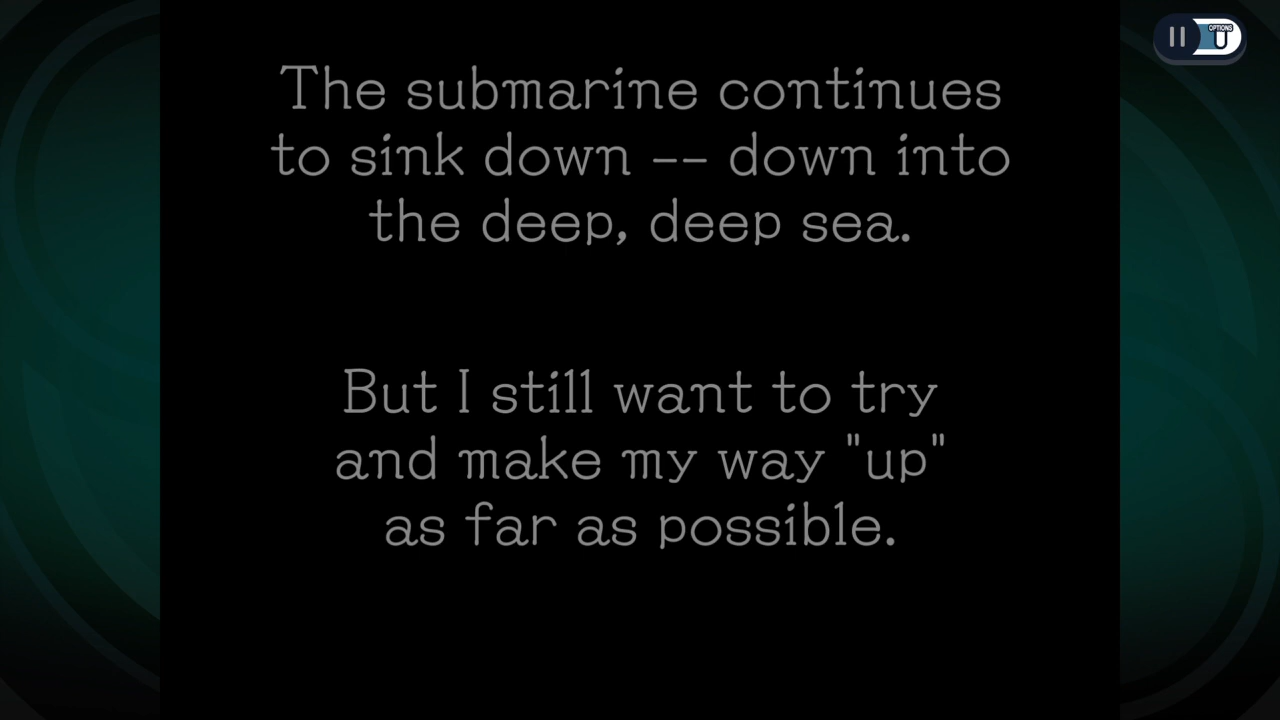 OPTIONS
The submarine continues
to sink down -- down into
the deep, deep sea.
But I still want to try
and make my way "up"
as far as possible.